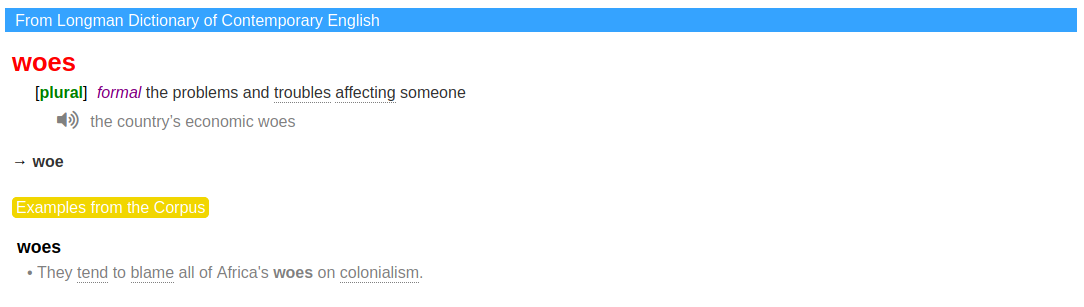 From Longman Dictionary of Contemporary English
woes
[plural] formal the problems and troubles affecting someone
the country’s economic woes
→ woe
Examples from the Corpus
woes
• They tend to blame all of Africa's woes on colonialism.